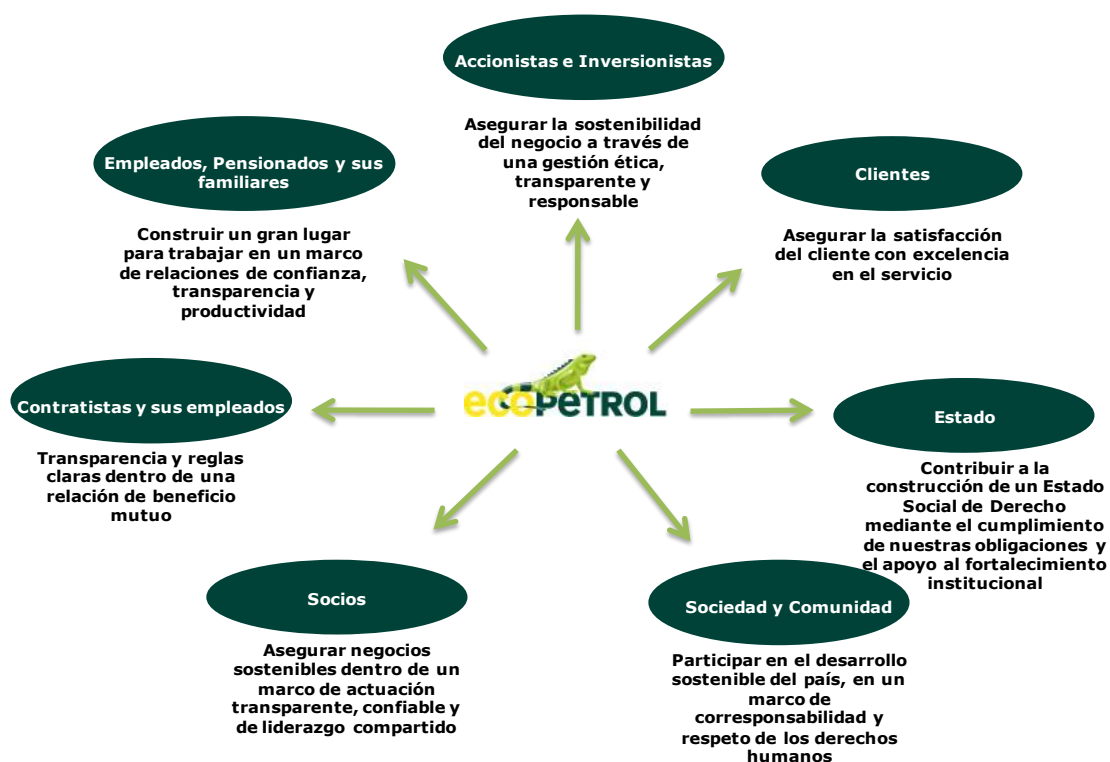 Accionistas e Inversionistas
Asegurar la sostenibilidad
del negocio a través de
una gestión ética,
transparente y
responsable
Empleados, Pensionados y sus
familiares
Construir un gran lugar
para trabajar en un marco
de relaciones de confianza,
transparencia y
productividad
Clientes
Asegurar la satisfacción
del cliente con excelencia
en el servicio
Contratistas y sus empleados
Transparencia y reglas
claras dentro de una
relación de beneficio
mutuo
ecoPETROL
Estado
Contribuir a la
construcción de un Estado
Social de Derecho
mediante el cumplimiento
de nuestras obligaciones y
el apoyo al fortalecimiento
institucional
Socios
Asegurar negocios
sostenibles dentro de un
marco de actuación
transparente, confiable y
de liderazgo compartido
Sociedad y Comunidad
Participar en el desarrollo
sostenible del país, en un
marco de
corresponsabilidad y
respeto de los derechos
humanos